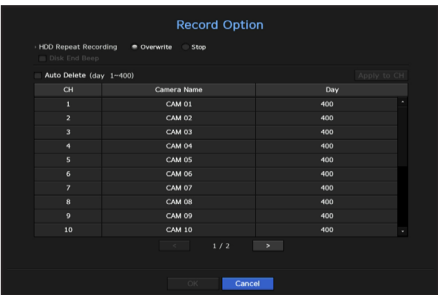 Record Option
• HDD Repeat Recording Overwrite Stop
Disk End Beep
Auto Delete (day 1~400) Apply to CH
CH Camera Name Day
1 CAM 01 400
2 CAM 02 400
3 CAM 03 400
4 CAM 04 400
5 CAM 05 400
6 CAM 06 400
7 CAM 07 400
8 CAM 08 400
9 CAM 09 400
10 CAM 10 400
< 1 / 2 >
OK Cancel